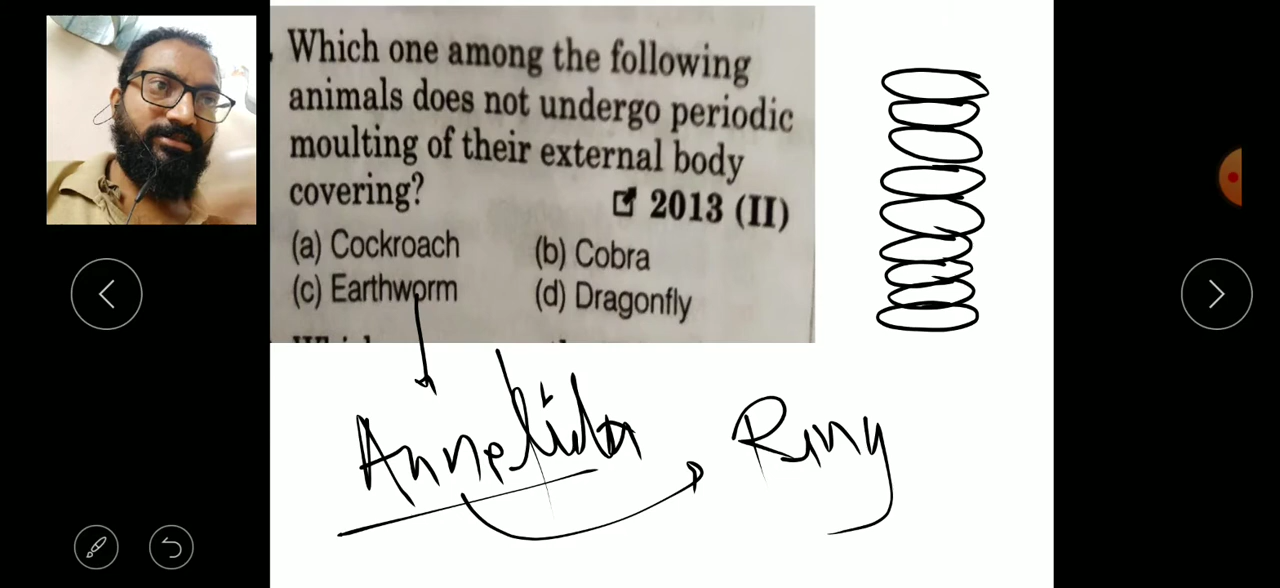 Which one among the following
animals does not undergo periodic
moulting of their external body
covering?
2013 (II)
(a) Cockroach
(b) Cobra
(c) Earthworm
(d) Dragonfly
Annelida
Ring